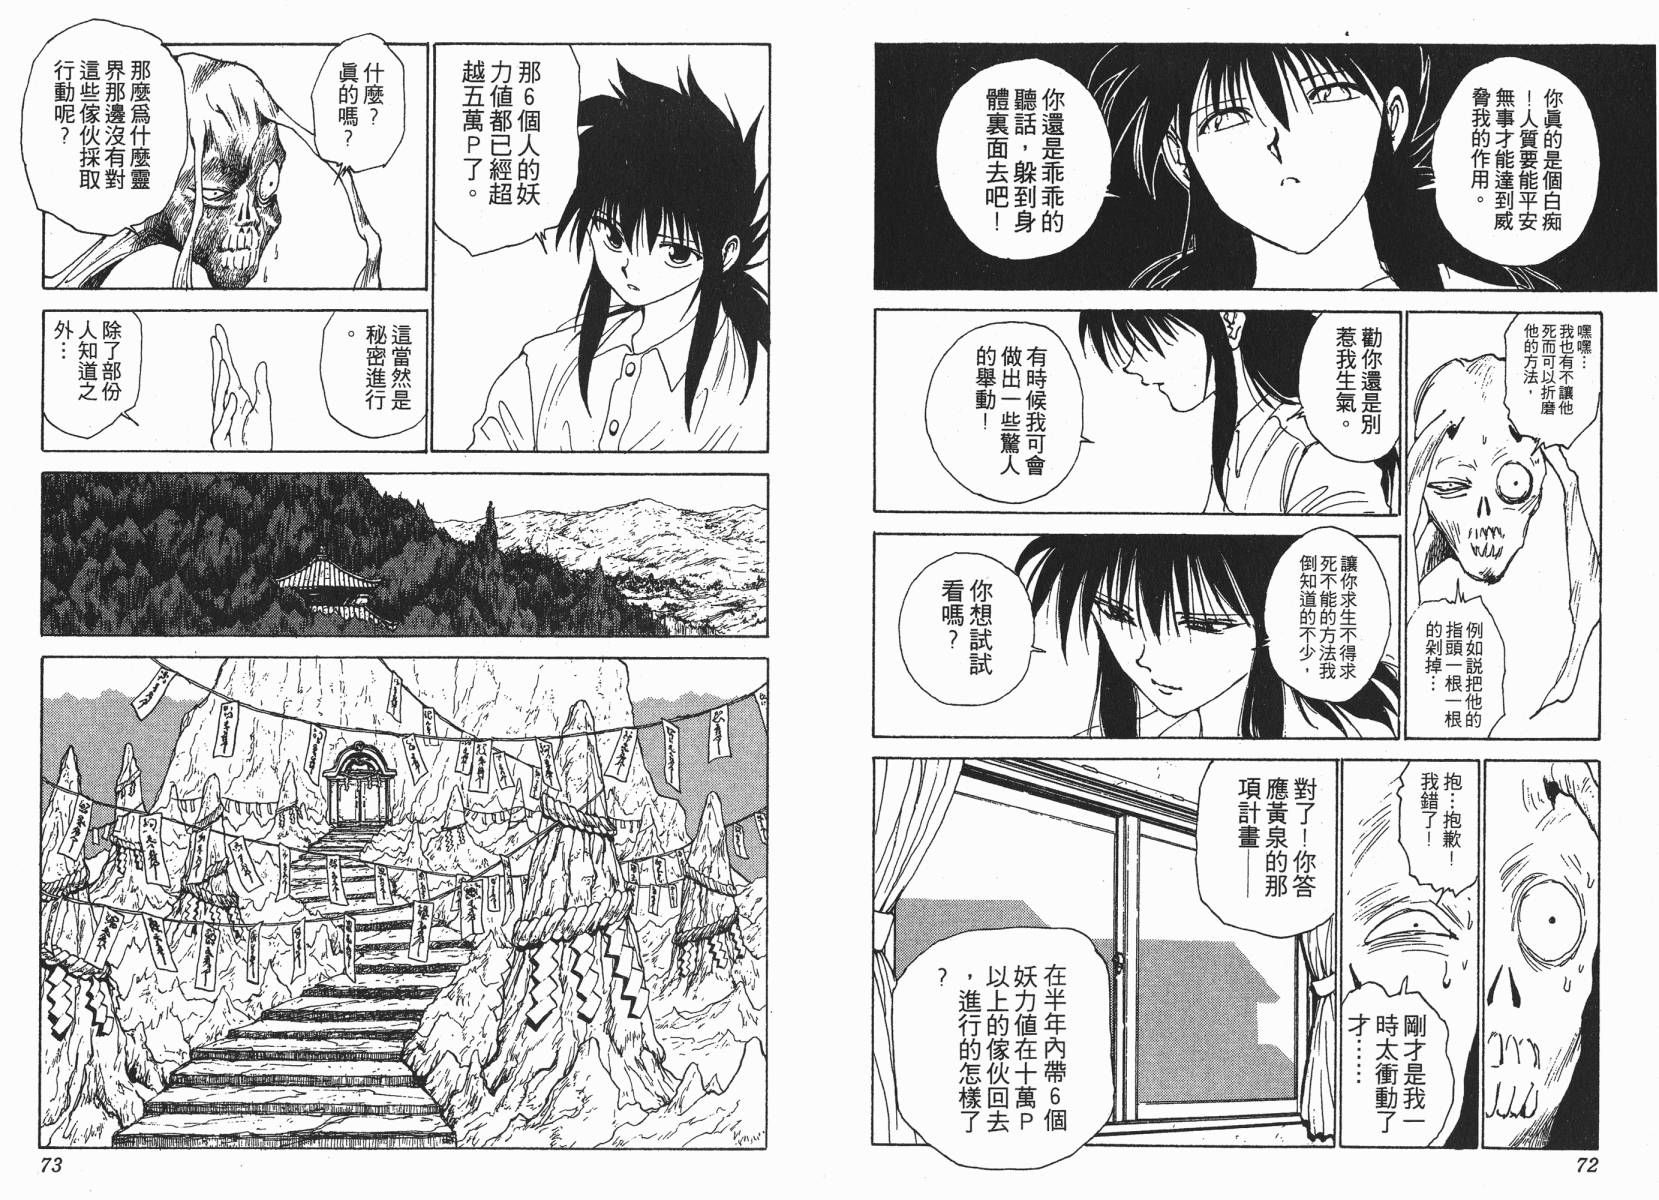 你真的是個白痴
！人質要能平安
無事才能達到威
脅我的作用。
你還是乖乖的
聽話，躲到身
體裏面去吧！
嘿嘿…
我也有不讓他
死而可以折磨
他的方法，
例如説把他的
指頭一根一根
的剁掉…
勸你還是別
惹我生氣。
有時候我可會
做出一些驚人
的舉動！
讓你求生不得求
死不能的方法我
倒知道的不少，
你想試試
看嗎？
抱…抱歉！
我錯了！
剛才是我一
時太衝動了
才……
對了！你答
應黃泉的那
項計畫──
在半年內帶6個
妖力值在十萬P
以上的傢伙回去
，進行的怎樣了
？
72
那6個人的妖
力值都已經超
越五萬P了。
什麼？
眞的嗎？
那麼爲什麼靈
界那邊沒有對
這些傢伙採取
行動呢？
這當然是
秘密進行
。
除了部份
人知道之
外…
73